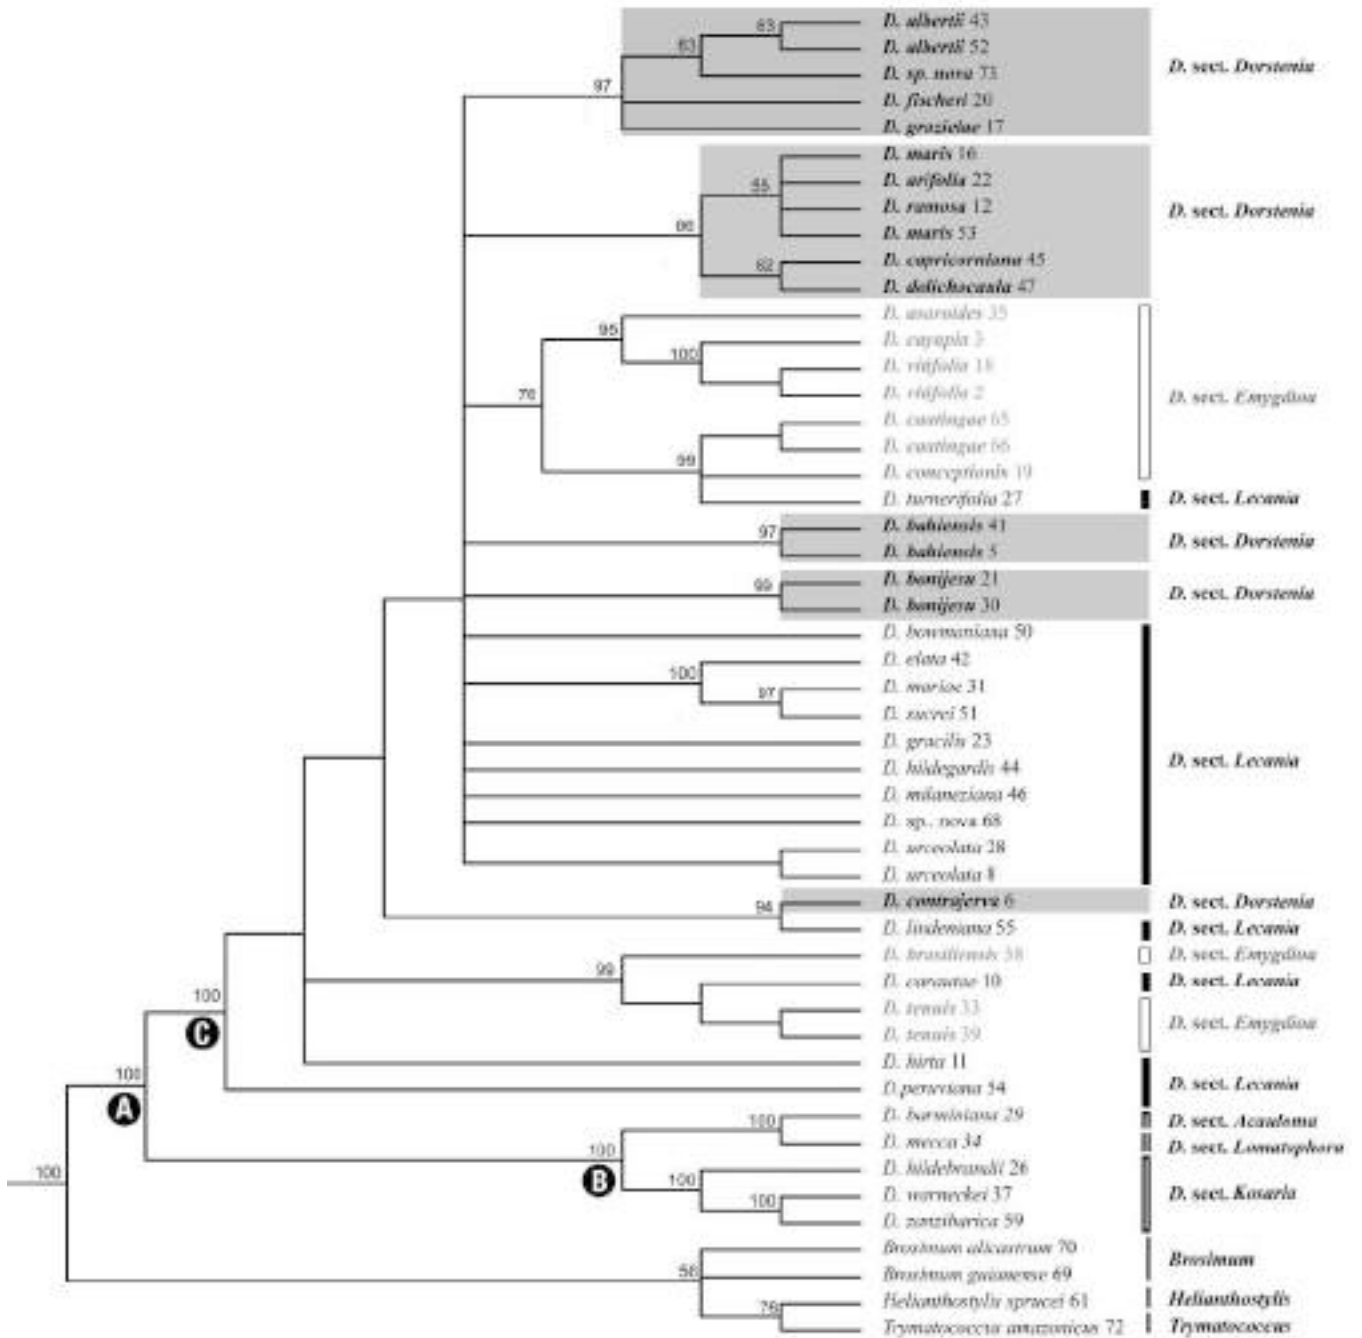 83
D. albertii 43
63
D. albertii 52
D. sect. Dorstenia
97
D. sp. nova 73
D. fischeri 20
D. grazielae 17
D. maris 16
55
D. arifolia 22
D. ramosa 12
D. sect. Dorstenia
D. maris 53
62
D. capricorniana 45
D. dolichocaula 47
D. asaroides 35
95
D. cayapia 3
100
D. vitifolia 18
D. vitifolia 2
D. sect. Emygdioa
D. caatingae 65
D. caatingae 66
99
D. conceptionis 19
D. turnerifolia 27
D. sect. Lecania
97
D. bahiensis 41
D. bahiensis 5
D. sect. Dorstenia
99
D. bonijesu 21
D. bonijesu 30
D. sect. Dorstenia
D. bowmaniana 50
D. elata 42
100
D. mariae 31
97
D. sucrei 51
D. gracilis 23
D. sect. Lecania
D. hildegardis 44
D. milaneziana 46
D. sp.. nova 68
D. urceolata 28
D. urceolata 8
94
D. contrajerva 6
D. sect. Dorstenia
D. lindeniana 55
D. sect. Lecania
99
D. brasiliensis 58
D. sect. Emygdioa
D. carautae 10
D. sect. Lecania
100
C
D. tenuis 33
D. sect. Emygdioa
D. tenuis 39
D. hirta 11
D.peruviana 54
D. sect. Lecania
100
A
D. barminiana 29
D. sect. Acauloma
100
D. mecca 34
D. sect. Lomatophora
100
B
D. hildebrandii 26
100
D. warneckei 37
D. sect. Kosaria
100
D. zanzibarica 59
100
Brosimum alicastrum 70
Brosimum
Brosimum guianense 69
Helianthostylis sprucei 61
Helianthostylis
Trymatococcus amazonicus 72
Trymatococcus